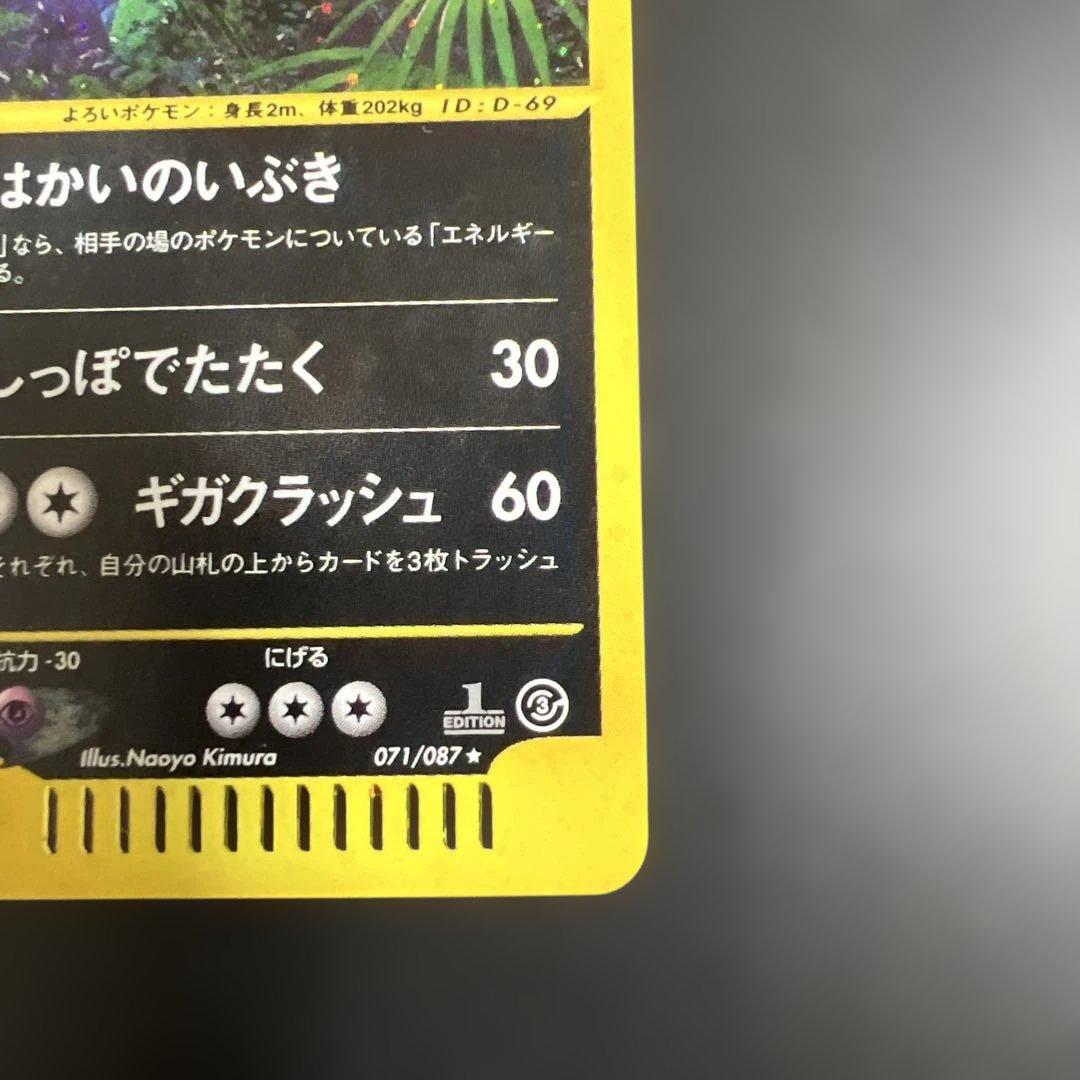 よろいポケモン：身長2m、体重202kg ID:D-69
はかいのいぶき
」なら、相手の場のポケモンについている「エネルギー
る。
しっぽでたたく 30
ギガクラッシュ 60
それぞれ、自分の山札の上からカードを3枚トラッシュ
抗力 -30 にげる
1 EDITION 3
Illus.Naoyo Kimura 071/087★